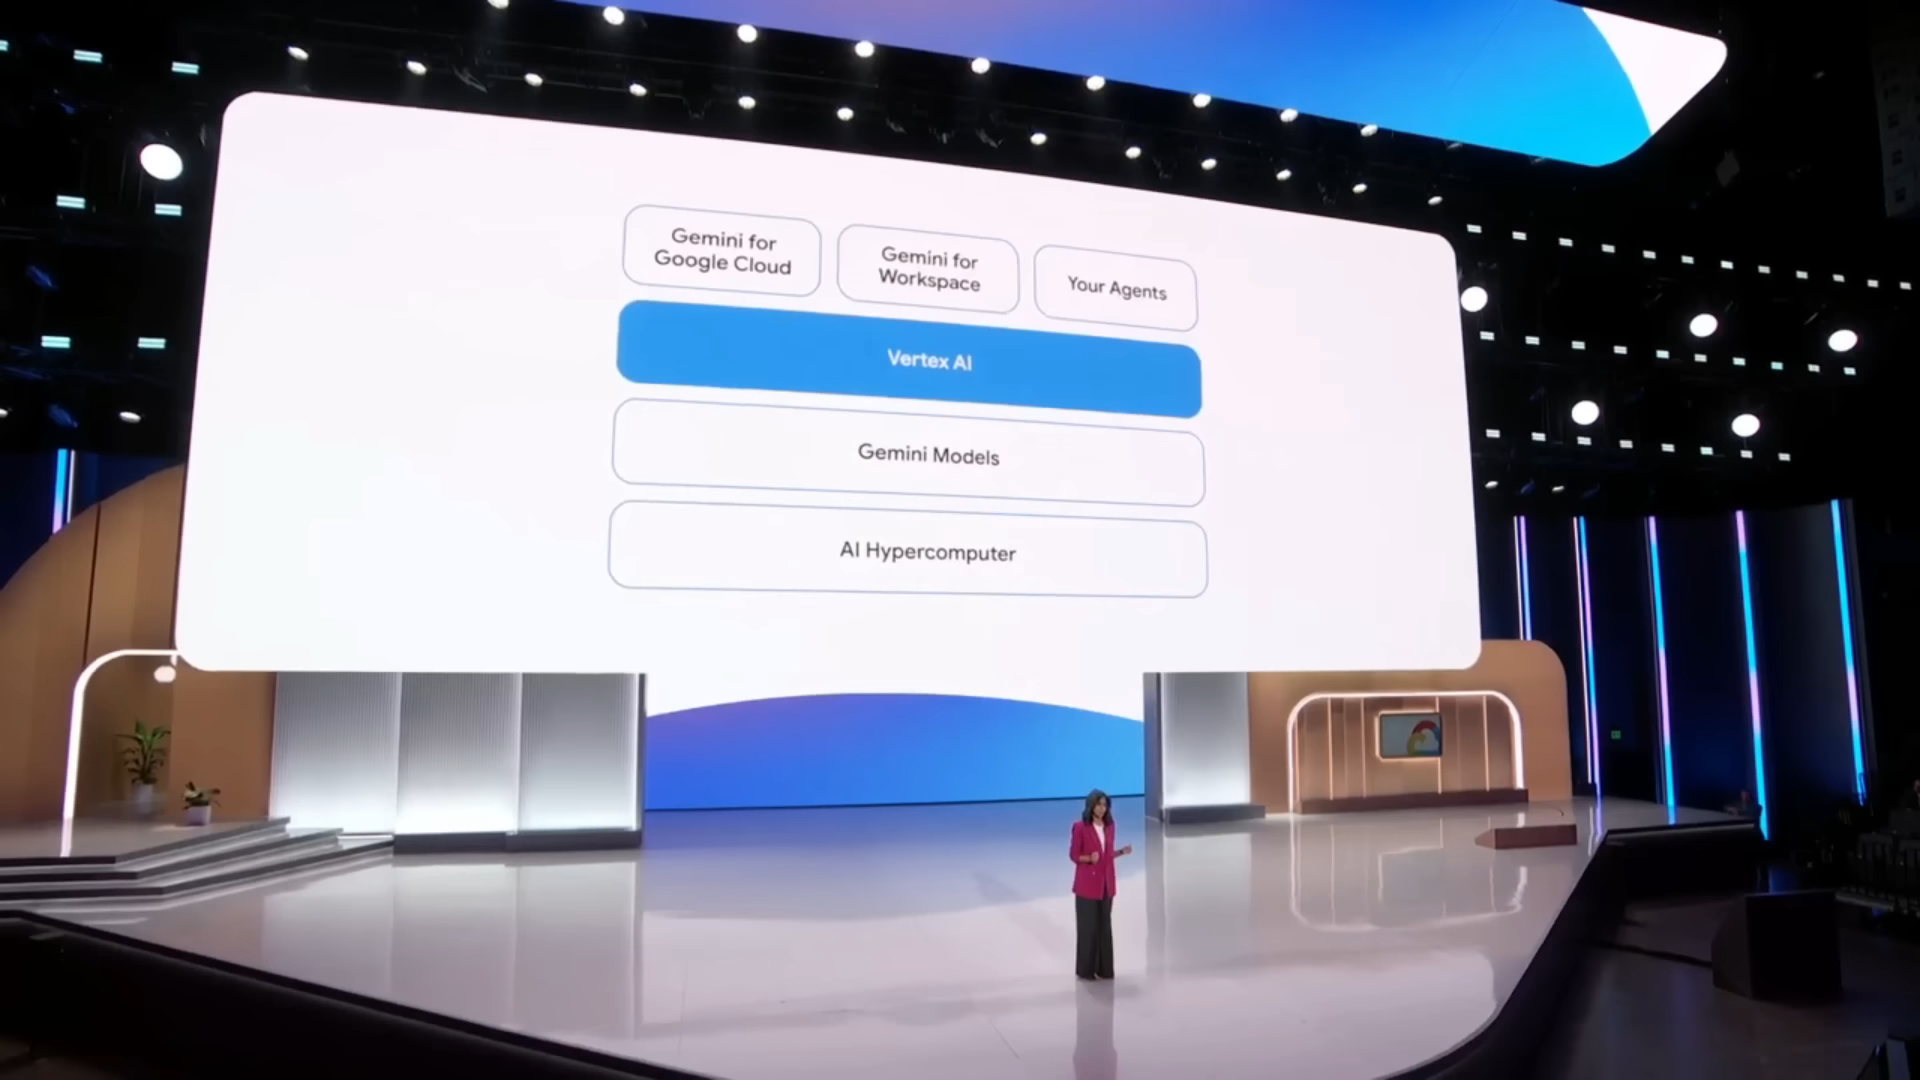 Gemini for
Google Cloud
Gemini for
Workspace
Your Agents
Vertex AI
Gemini Models
AI Hypercomputer